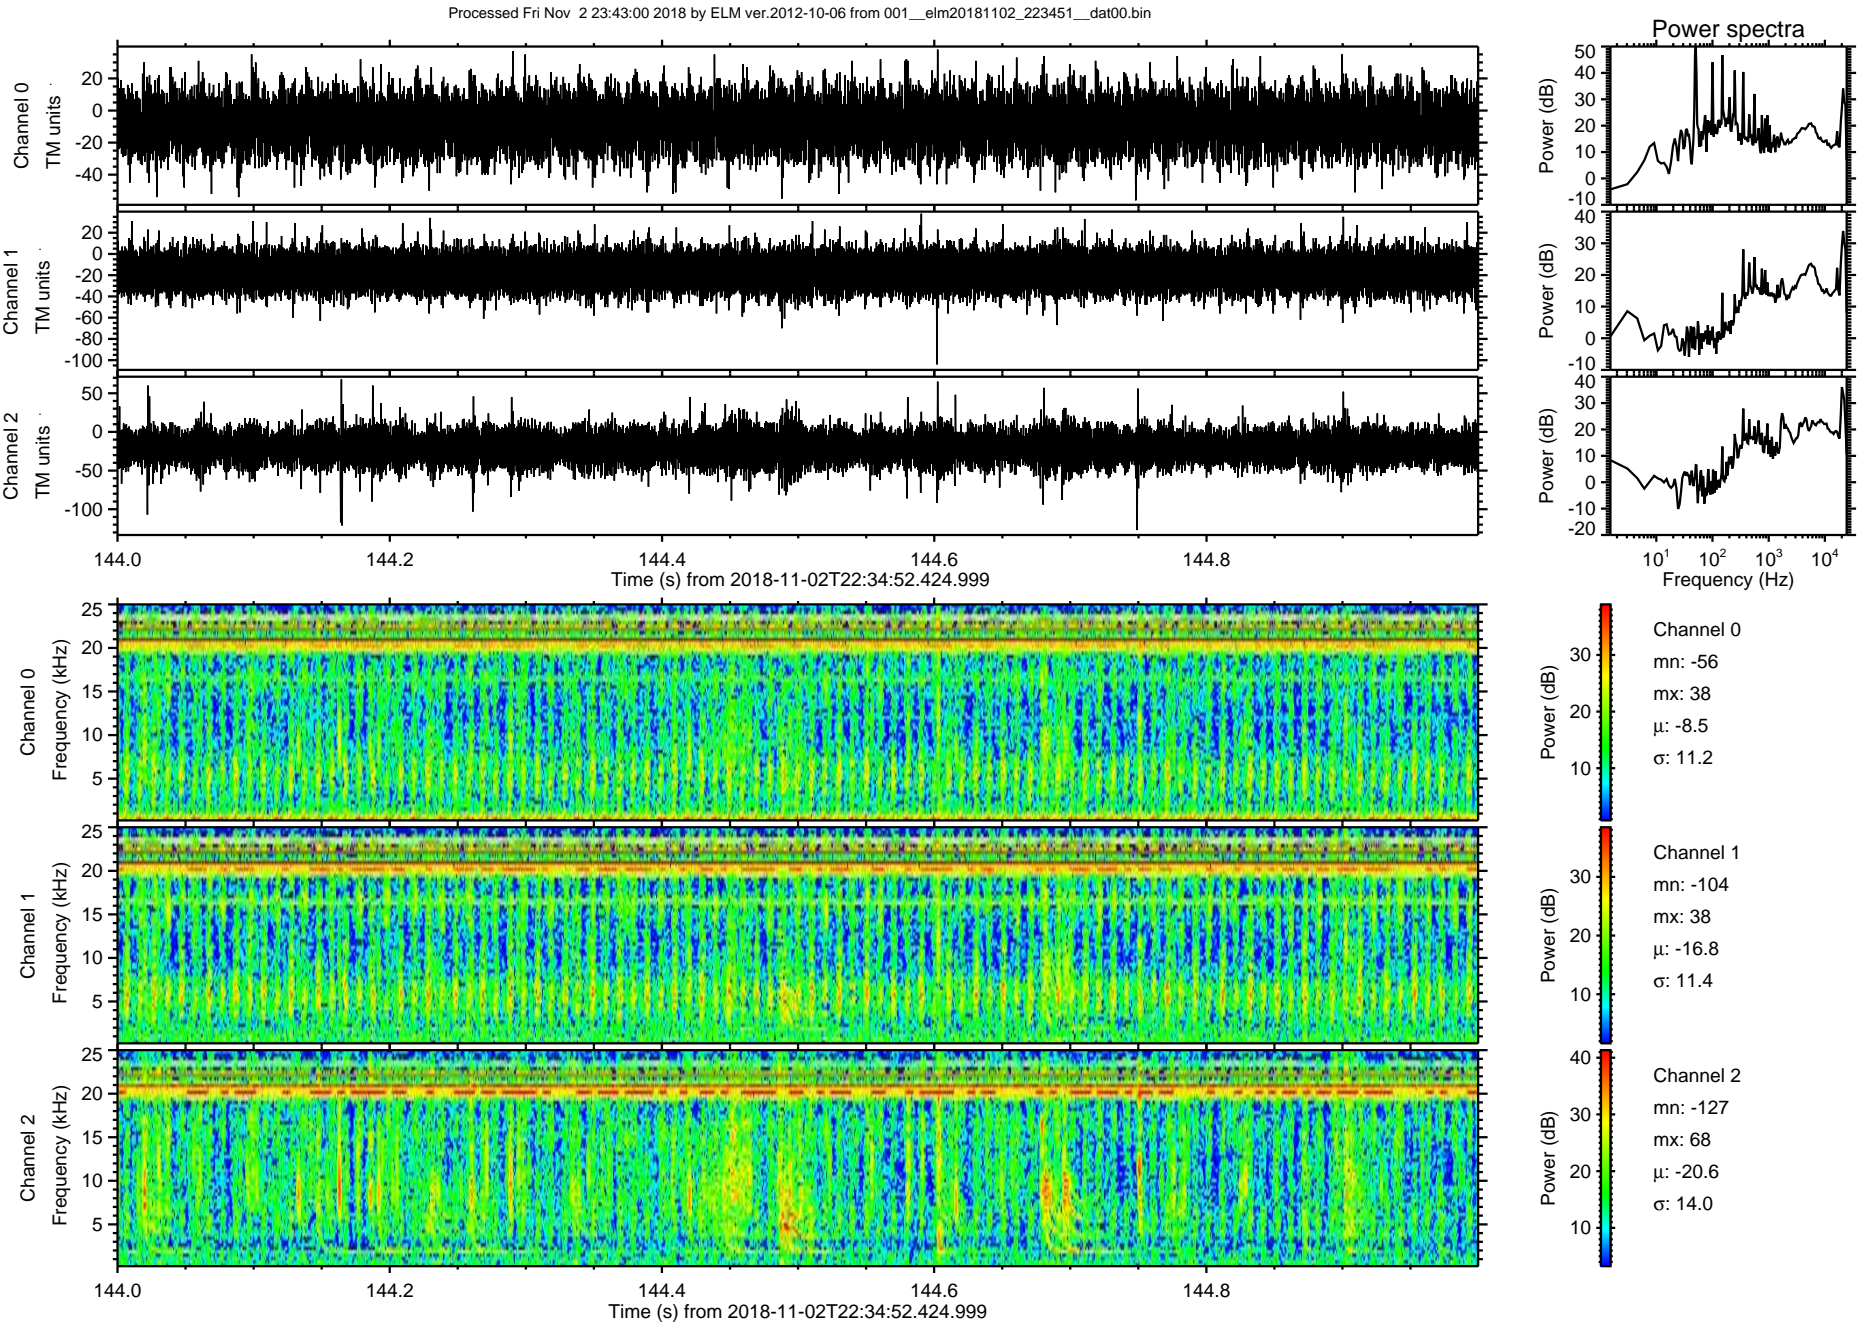 Processed Fri Nov  2 23:43:00 2018 by ELM ver.2012-10-06 from 001__elm20181102_223451__dat00.bin
Power spectra
Channel 0
TM units
20
0
-20
-40
Power (dB)
50
40
30
20
10
0
-10
Channel 1
TM units
20
0
-20
-40
-60
-80
-100
Power (dB)
40
30
20
10
0
-10
Channel 2
TM units
50
0
-50
-100
Power (dB)
40
30
20
10
0
-10
-20
144.0 144.2 144.4 144.6 144.8
Time (s) from 2018-11-02T22:34:52.424.999
10^1 10^2 10^3 10^4
Frequency (Hz)
Channel 0
Frequency (kHz)
25
20
15
10
5
Power (dB)
30
20
10
Channel 0
mn: -56
mx: 38
µ: -8.5
σ: 11.2
Channel 1
Frequency (kHz)
25
20
15
10
5
Power (dB)
30
20
10
Channel 1
mn: -104
mx: 38
µ: -16.8
σ: 11.4
Channel 2
Frequency (kHz)
25
20
15
10
5
Power (dB)
40
30
20
10
Channel 2
mn: -127
mx: 68
µ: -20.6
σ: 14.0
144.0 144.2 144.4 144.6 144.8
Time (s) from 2018-11-02T22:34:52.424.999